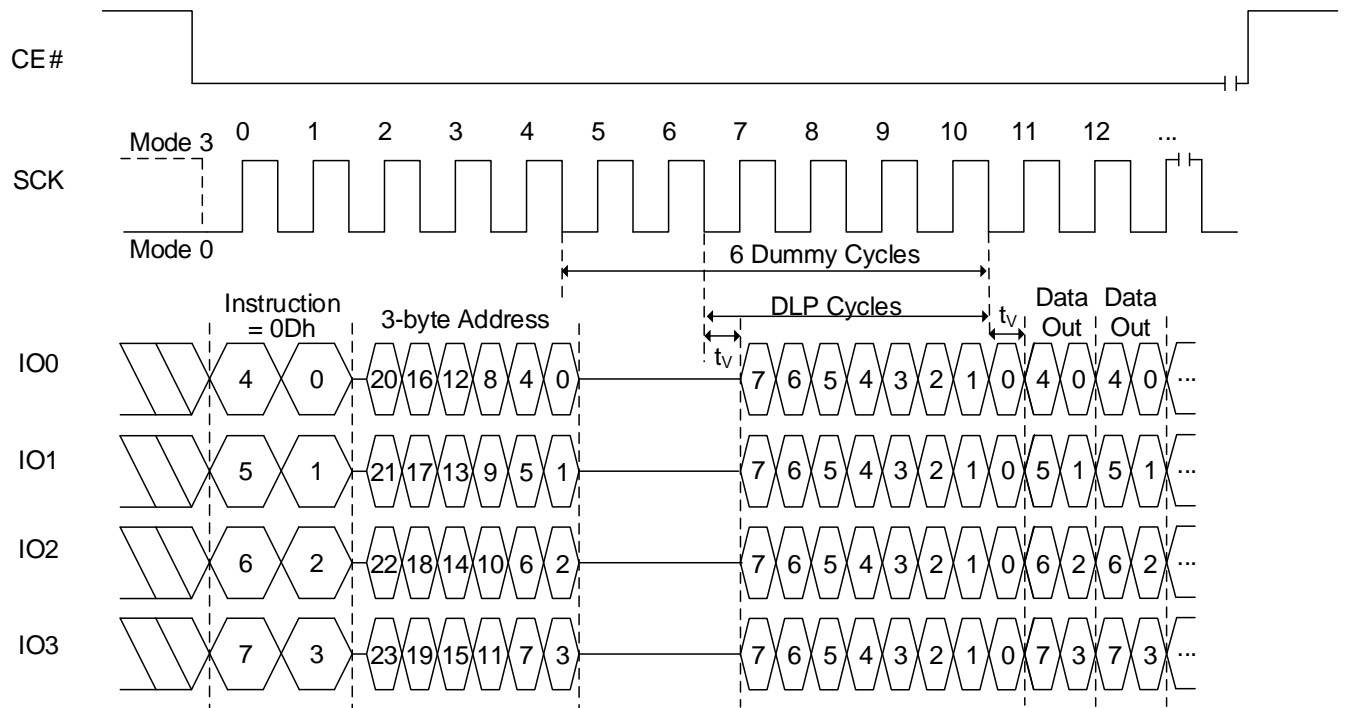 CE#
Mode 3
0 1 2 3 4 5 6 7 8 9 10 11 12 ...
SCK
Mode 0
6 Dummy Cycles
Instruction = 0Dh
3-byte Address
DLP Cycles
tV
Data Out
Data Out
tV
IO0
4 0 20 16 12 8 4 0 7 6 5 4 3 2 1 0 4 0 4 0 ...
IO1
5 1 21 17 13 9 5 1 7 6 5 4 3 2 1 0 5 1 5 1 ...
IO2
6 2 22 18 14 10 6 2 7 6 5 4 3 2 1 0 6 2 6 2 ...
IO3
7 3 23 19 15 11 7 3 7 6 5 4 3 2 1 0 7 3 7 3 ...